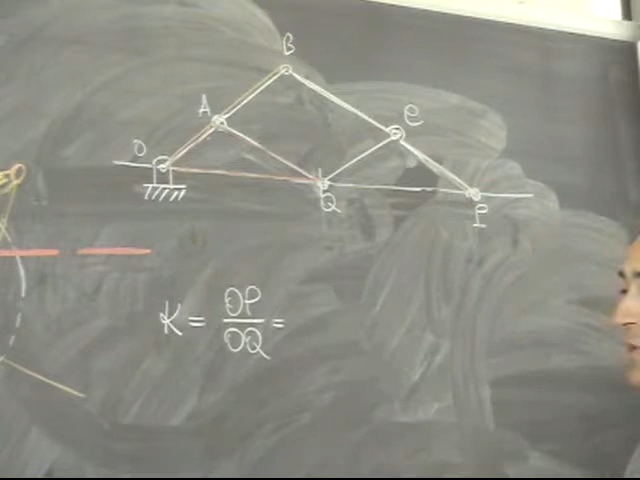 B
A
C
O
Q
P
K = OP/OQ =